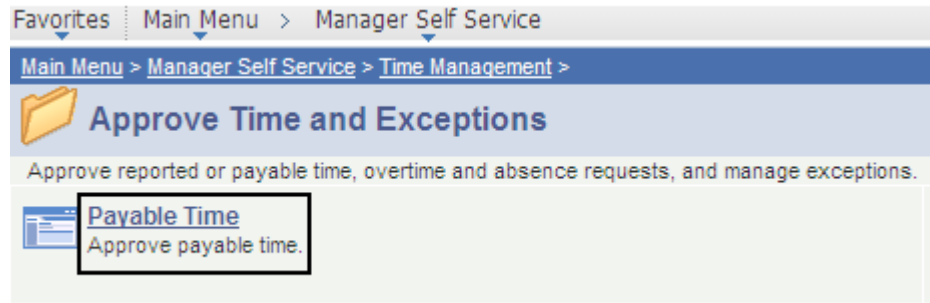 Favorites Main Menu > Manager Self Service
Main Menu > Manager Self Service > Time Management >
Approve Time and Exceptions
Approve reported or payable time, overtime and absence requests, and manage exceptions.
Payable Time
Approve payable time.